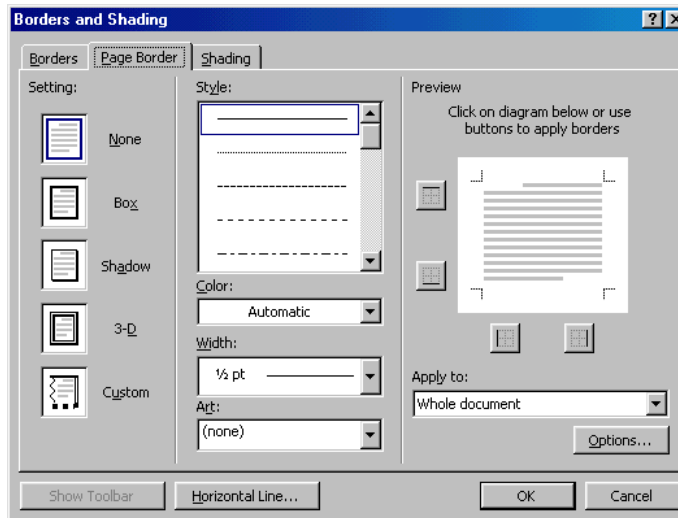 Borders and Shading
Borders
Page Border
Shading
Setting:
None
Box
Shadow
3-D
Custom
Style:
Color:
Automatic
Width:
½ pt
Art:
(none)
Preview
Click on diagram below or use
buttons to apply borders
Apply to:
Whole document
Options...
Show Toolbar
Horizontal Line...
OK
Cancel